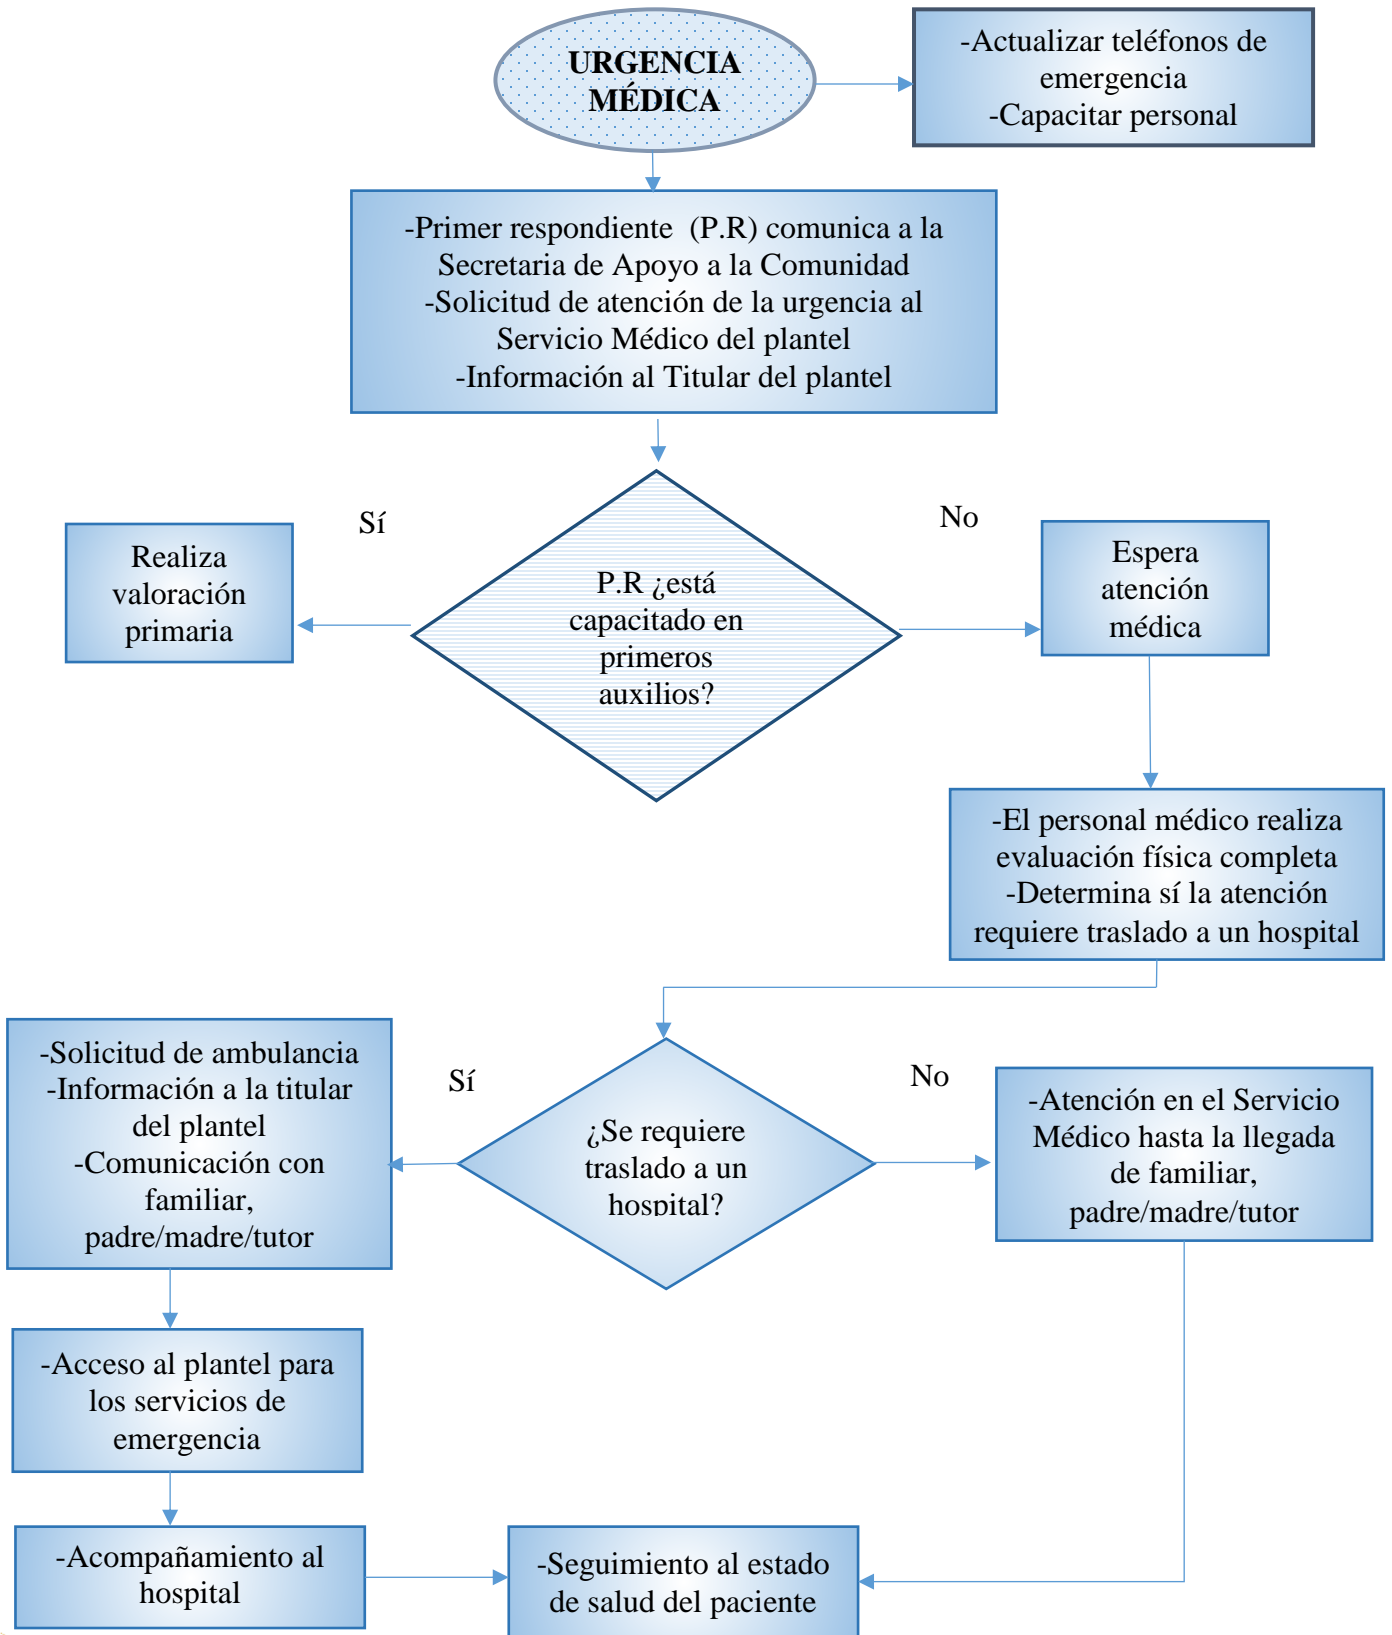 URGENCIA
MÉDICA
-Actualizar teléfonos de
emergencia
-Capacitar personal
-Primer respondiente (P.R) comunica a la
Secretaria de Apoyo a la Comunidad
-Solicitud de atención de la urgencia al
Servicio Médico del plantel
-Información al Titular del plantel
Sí
No
Realiza
valoración
primaria
P.R ¿está
capacitado en
primeros
auxilios?
Espera
atención
médica
-El personal médico realiza
evaluación física completa
-Determina sí la atención
requiere traslado a un hospital
-Solicitud de ambulancia
-Información a la titular
del plantel
-Comunicación con
familiar,
padre/madre/tutor
Sí
No
¿Se requiere
traslado a un
hospital?
-Atención en el Servicio
Médico hasta la llegada
de familiar,
padre/madre/tutor
-Acceso al plantel para
los servicios de
emergencia
-Acompañamiento al
hospital
-Seguimiento al estado
de salud del paciente